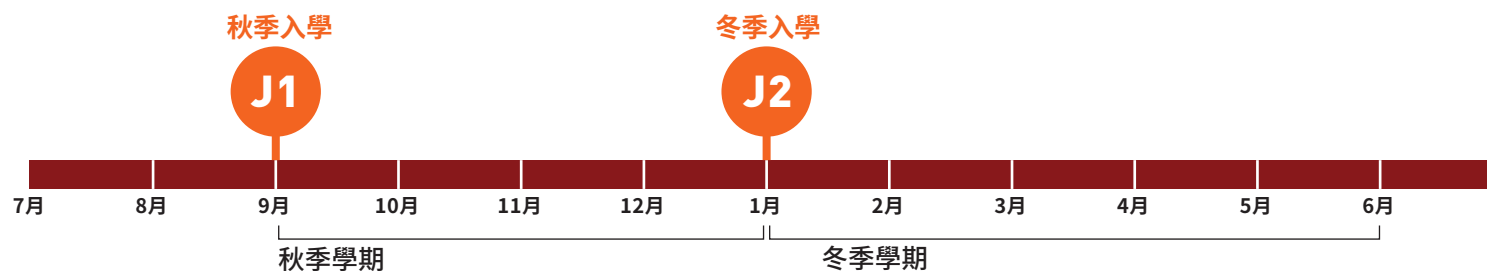 秋季入學 冬季入學
J1 J2
7月 8月 9月 10月 11月 12月 1月 2月 3月 4月 5月 6月
秋季學期 冬季學期